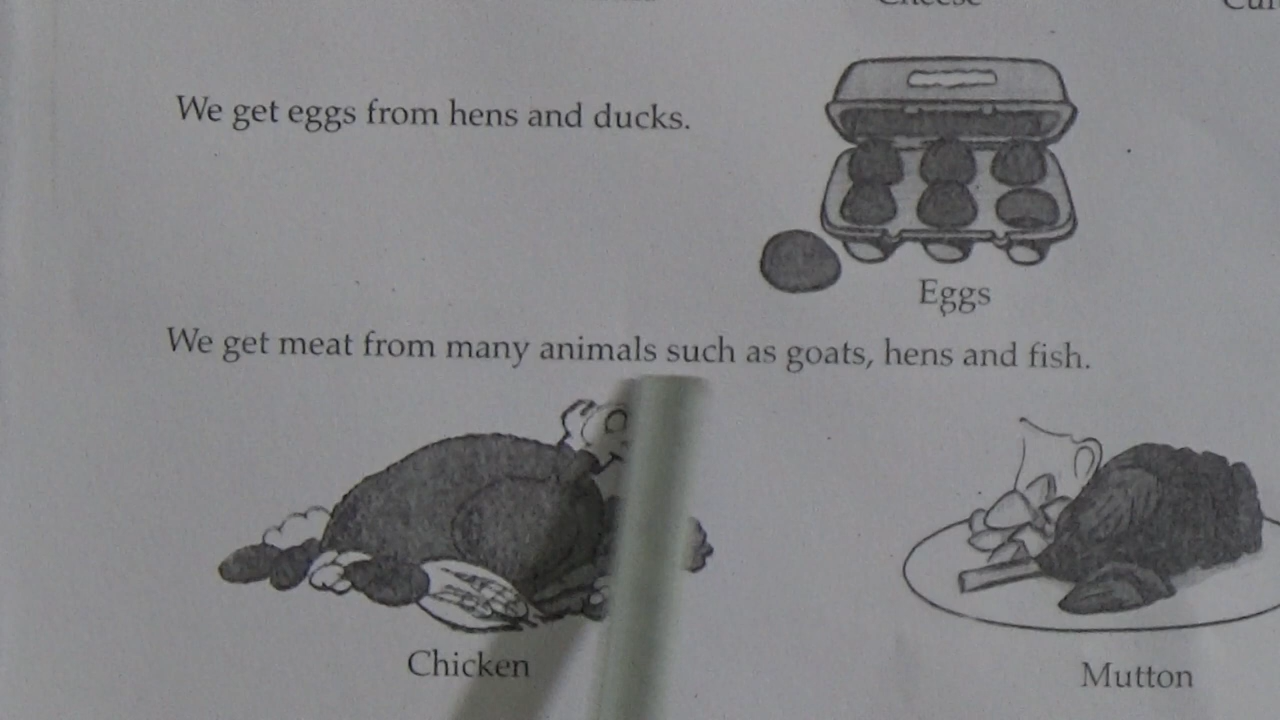 Cheese
We get eggs from hens and ducks.
Eggs
We get meat from many animals such as goats, hens and fish.
Chicken
Mutton